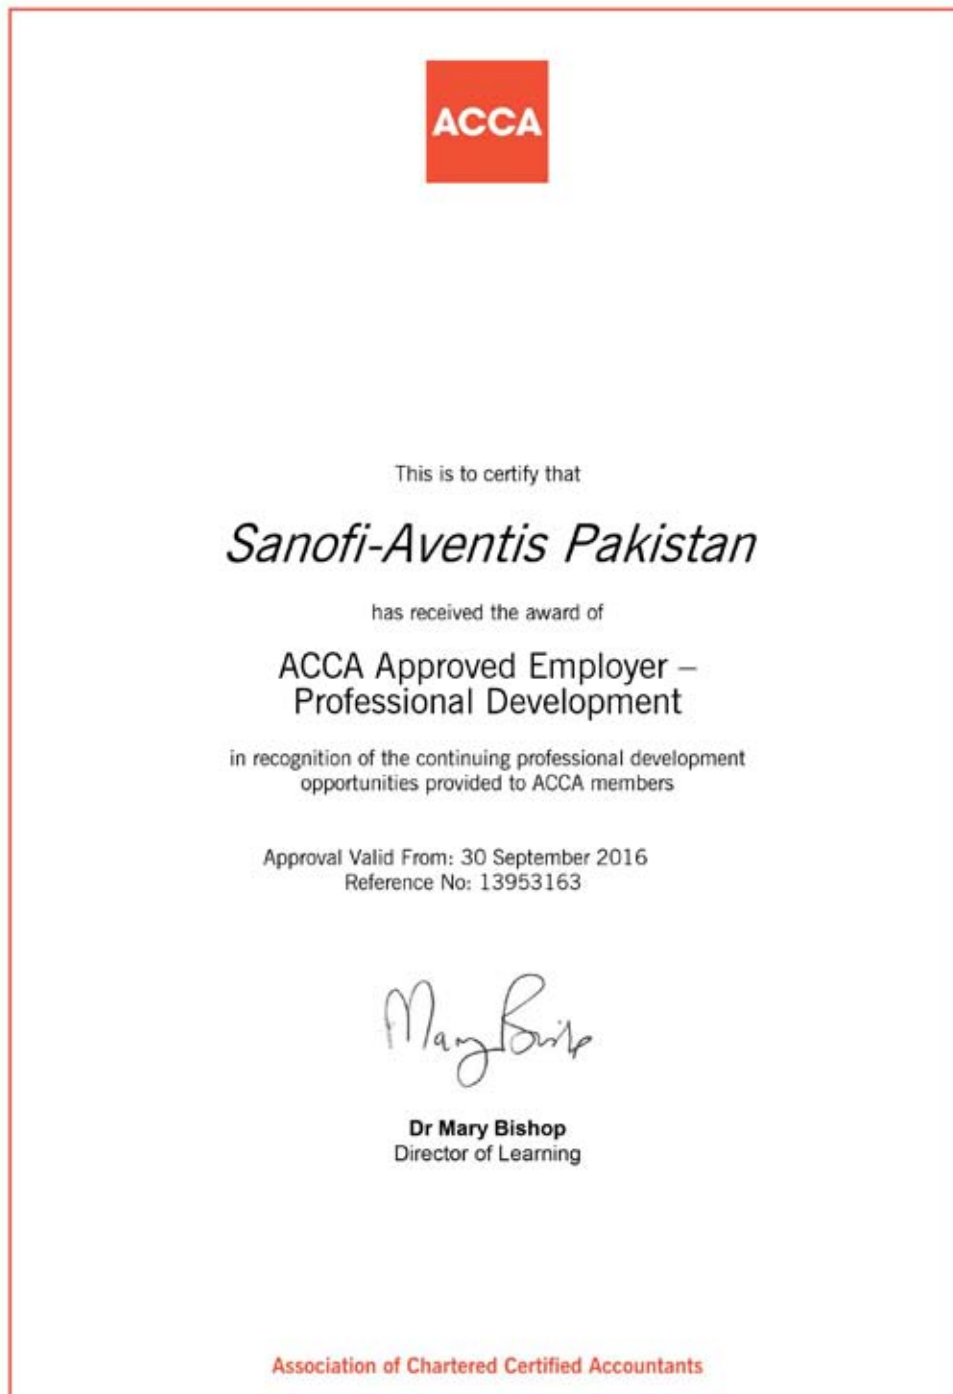 ACCA
This is to certify that
Sanofi-Aventis Pakistan
has received the award of
ACCA Approved Employer –
Professional Development
in recognition of the continuing professional development
opportunities provided to ACCA members
Approval Valid From: 30 September 2016
Reference No: 13953163
Mary Bishop
Dr Mary Bishop
Director of Learning
Association of Chartered Certified Accountants